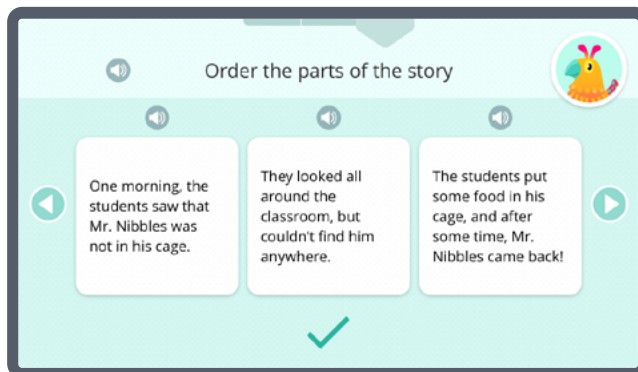 Order the parts of the story
One morning, the
students saw that
Mr. Nibbles was
not in his cage.
They looked all
around the
classroom, but
couldn't find him
anywhere.
The students put
some food in his
cage, and after
some time, Mr.
Nibbles came back!